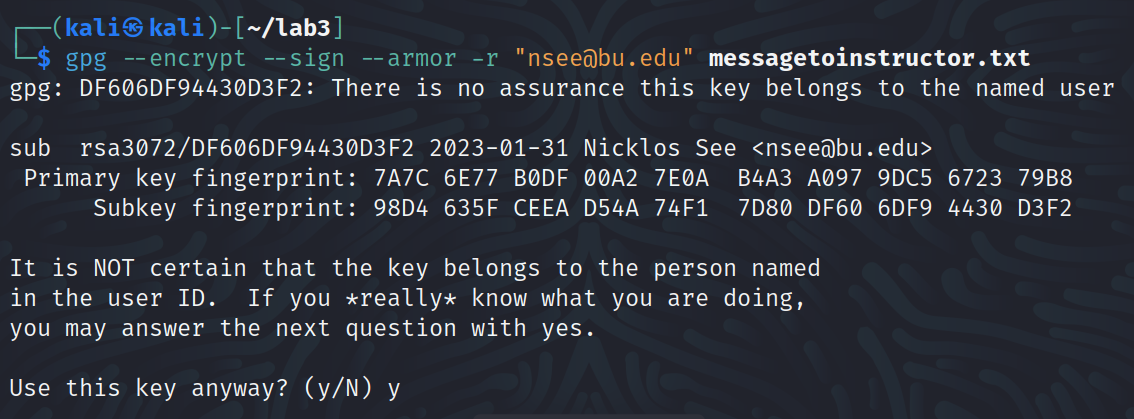 ┌──(kali㉿kali)-[~/lab3]
└─$ gpg --encrypt --sign --armor -r "nsee@bu.edu" messagetoinstructor.txt
gpg: DF606DF94430D3F2: There is no assurance this key belongs to the named user
sub  rsa3072/DF606DF94430D3F2 2023-01-31 Nicklos See <nsee@bu.edu>
 Primary key fingerprint: 7A7C 6E77 B0DF 00A2 7E0A  B4A3 A097 9DC5 6723 79B8
      Subkey fingerprint: 98D4 635F CEEA D54A 74F1  7D80 DF60 6DF9 4430 D3F2
It is NOT certain that the key belongs to the person named
in the user ID.  If you *really* know what you are doing,
you may answer the next question with yes.
Use this key anyway? (y/N) y